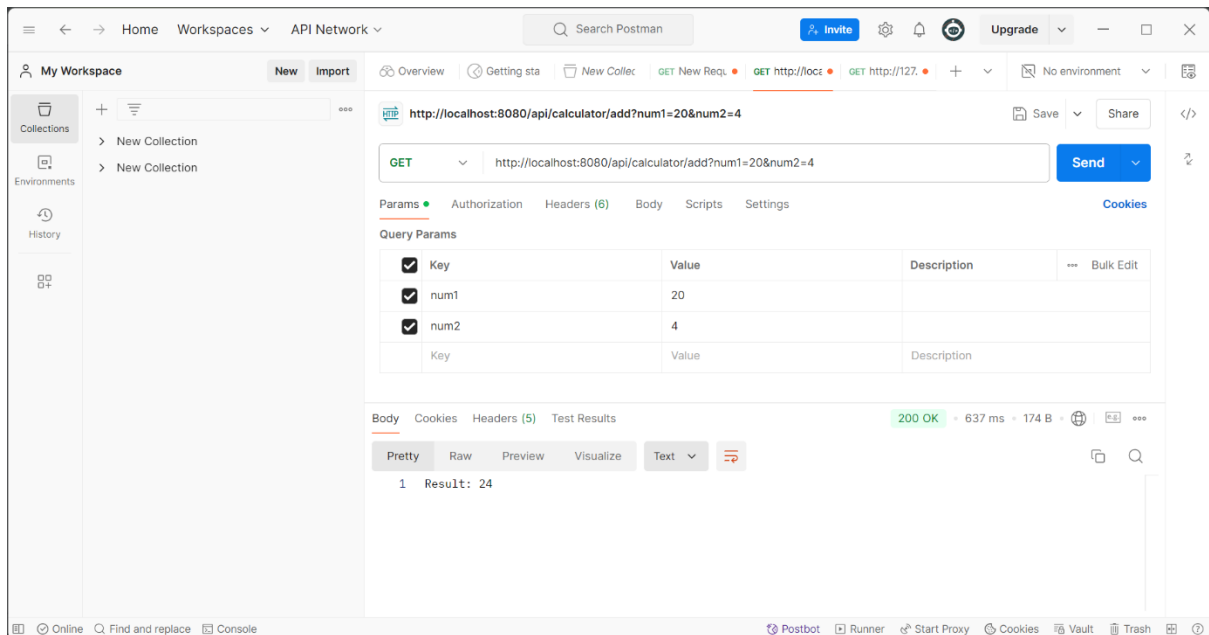 Home Workspaces API Network Search Postman Invite Upgrade
My Workspace New Import Overview Getting sta New Collec GET New Requ GET http://loca GET http://127. No environment
Collections
Environments
History
New Collection
New Collection
HTTP http://localhost:8080/api/calculator/add?num1=20&num2=4 Save Share
GET http://localhost:8080/api/calculator/add?num1=20&num2=4 Send
Params Authorization Headers (6) Body Scripts Settings Cookies
Query Params
Key Value Description Bulk Edit
num1 20
num2 4
Key Value Description
Body Cookies Headers (5) Test Results 200 OK 637 ms 174 B e.g.
Pretty Raw Preview Visualize Text
1 Result: 24
Online Find and replace Console Postbot Runner Start Proxy Cookies Vault Trash